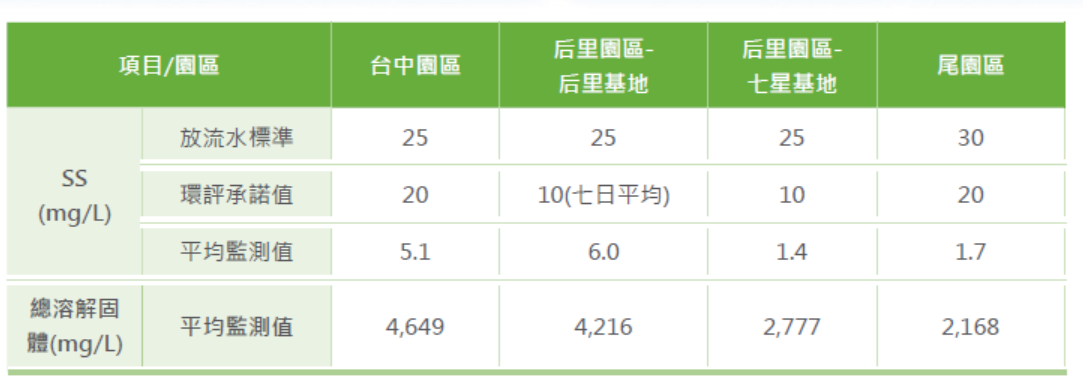 項目/園區 台中園區 后里園區-后里基地 后里園區-七星基地 尾園區
SS (mg/L) 放流水標準 25 25 25 30
環評承諾值 20 10(七日平均) 10 20
平均監測值 5.1 6.0 1.4 1.7
總溶解固體(mg/L) 平均監測值 4,649 4,216 2,777 2,168